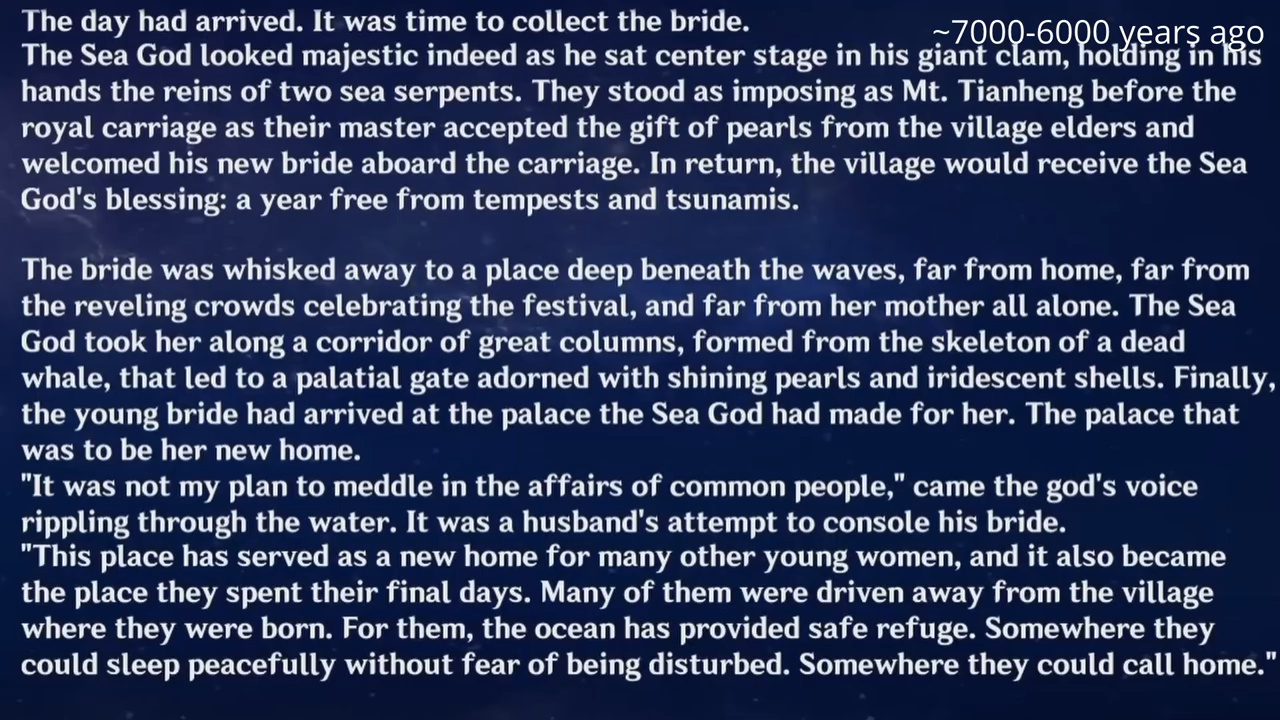 The day had arrived. It was time to collect the bride.
~7000-6000 years ago
The Sea God looked majestic indeed as he sat center stage in his giant clam, holding in his
hands the reins of two sea serpents. They stood as imposing as Mt. Tianheng before the
royal carriage as their master accepted the gift of pearls from the village elders and
welcomed his new bride aboard the carriage. In return, the village would receive the Sea
God's blessing: a year free from tempests and tsunamis.
The bride was whisked away to a place deep beneath the waves, far from home, far from
the reveling crowds celebrating the festival, and far from her mother all alone. The Sea
God took her along a corridor of great columns, formed from the skeleton of a dead
whale, that led to a palatial gate adorned with shining pearls and iridescent shells. Finally,
the young bride had arrived at the palace the Sea God had made for her. The palace that
was to be her new home.
"It was not my plan to meddle in the affairs of common people," came the god's voice
rippling through the water. It was a husband's attempt to console his bride.
"This place has served as a new home for many other young women, and it also became
the place they spent their final days. Many of them were driven away from the village
where they were born. For them, the ocean has provided safe refuge. Somewhere they
could sleep peacefully without fear of being disturbed. Somewhere they could call home."